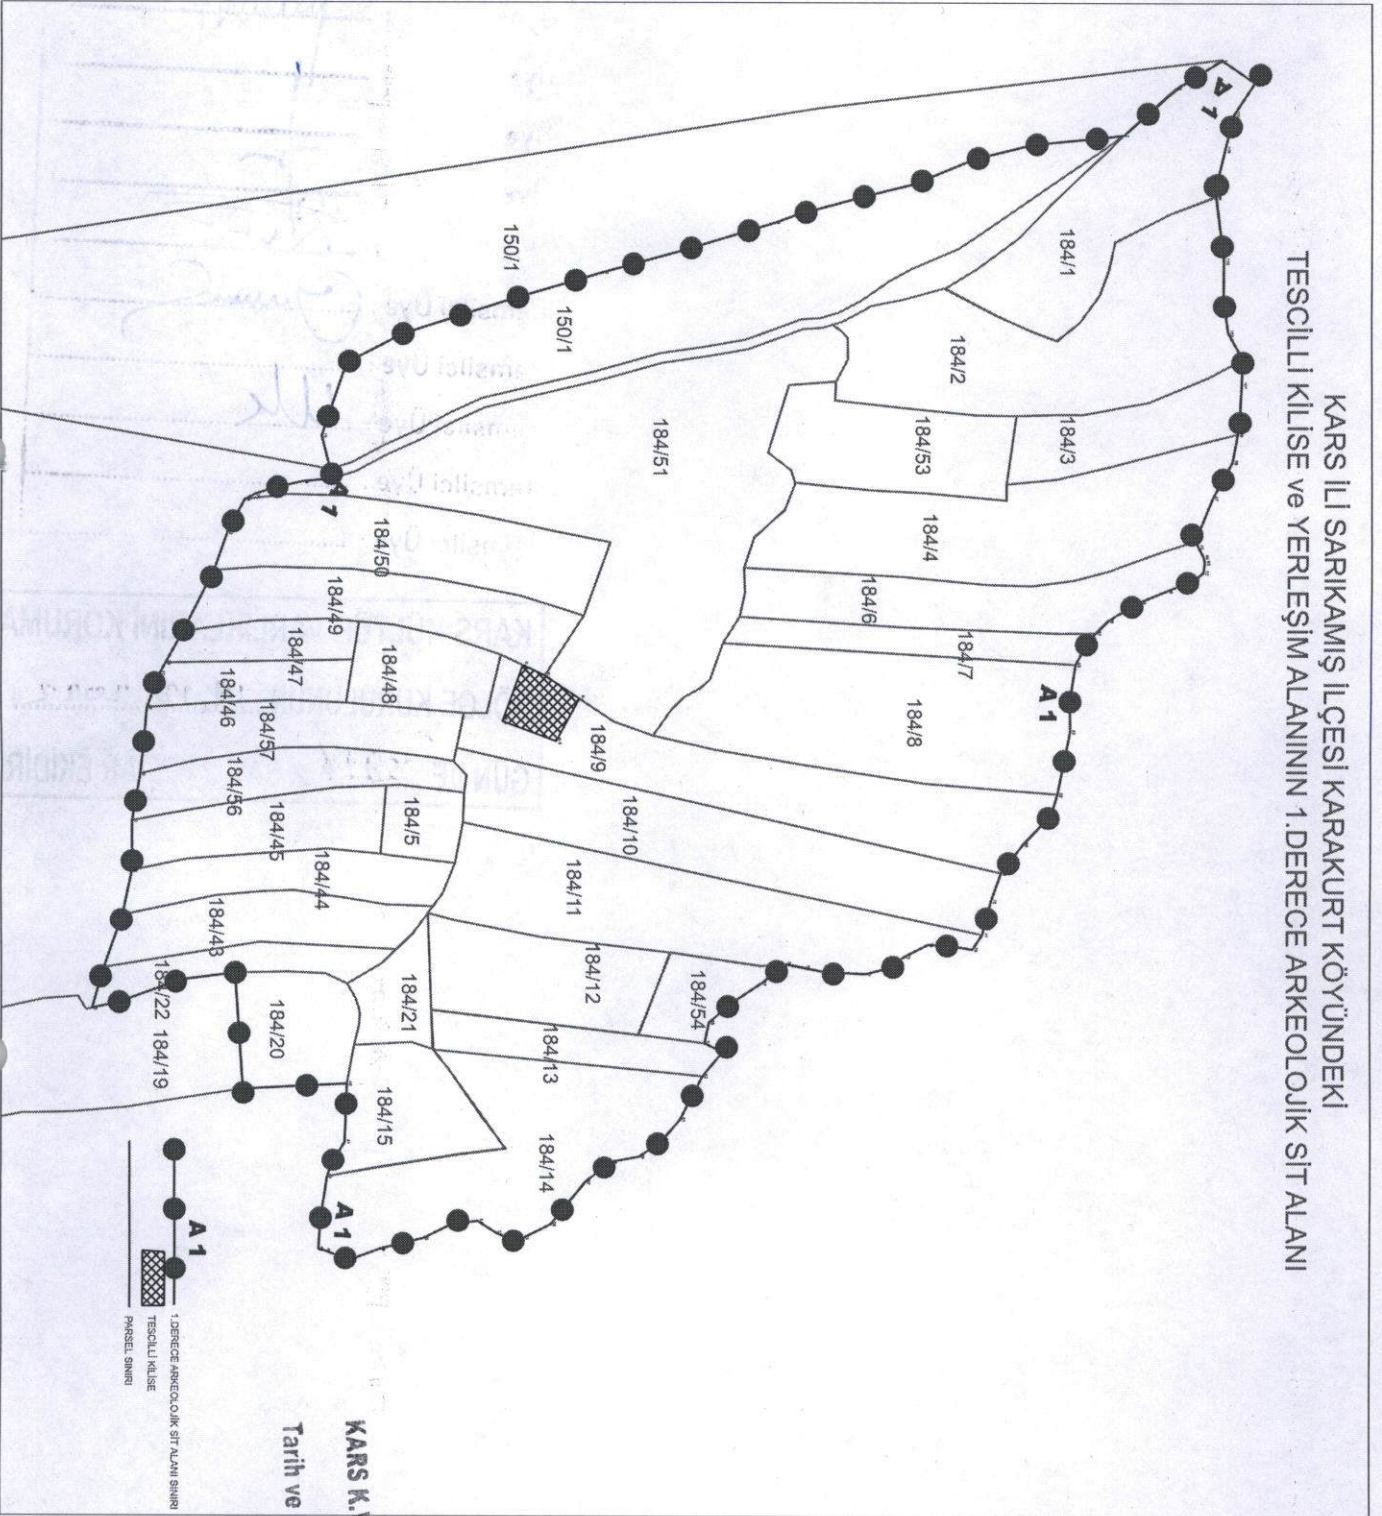 KARS İLİ SARIKAMIŞ İLÇESİ KARAKURT KÖYÜNDEKİ
TESCİLLİ KİLİSE ve YERLEŞİM ALANININ 1.DERECE ARKEOLOJİK SİT ALANI
A 1
184/1
184/3
184/2
184/53
184/4
184/6
184/7
A 1
184/8
150/1
150/1
184/51
184/9
184/10
184/11
184/12
184/54
184/13
184/14
A 1
184/50
184/49
184/48
184/47
184/46
184/57
184/56
184/5
184/45
184/44
184/43
184/21
184/22
184/20
184/19
184/15
A 1
A 1
1.DERECE ARKEOLOJİK SİT ALANI SINIRI
TESCİLLİ KİLİSE
PARSEL SINIRI
KARS K.
Tarih ve